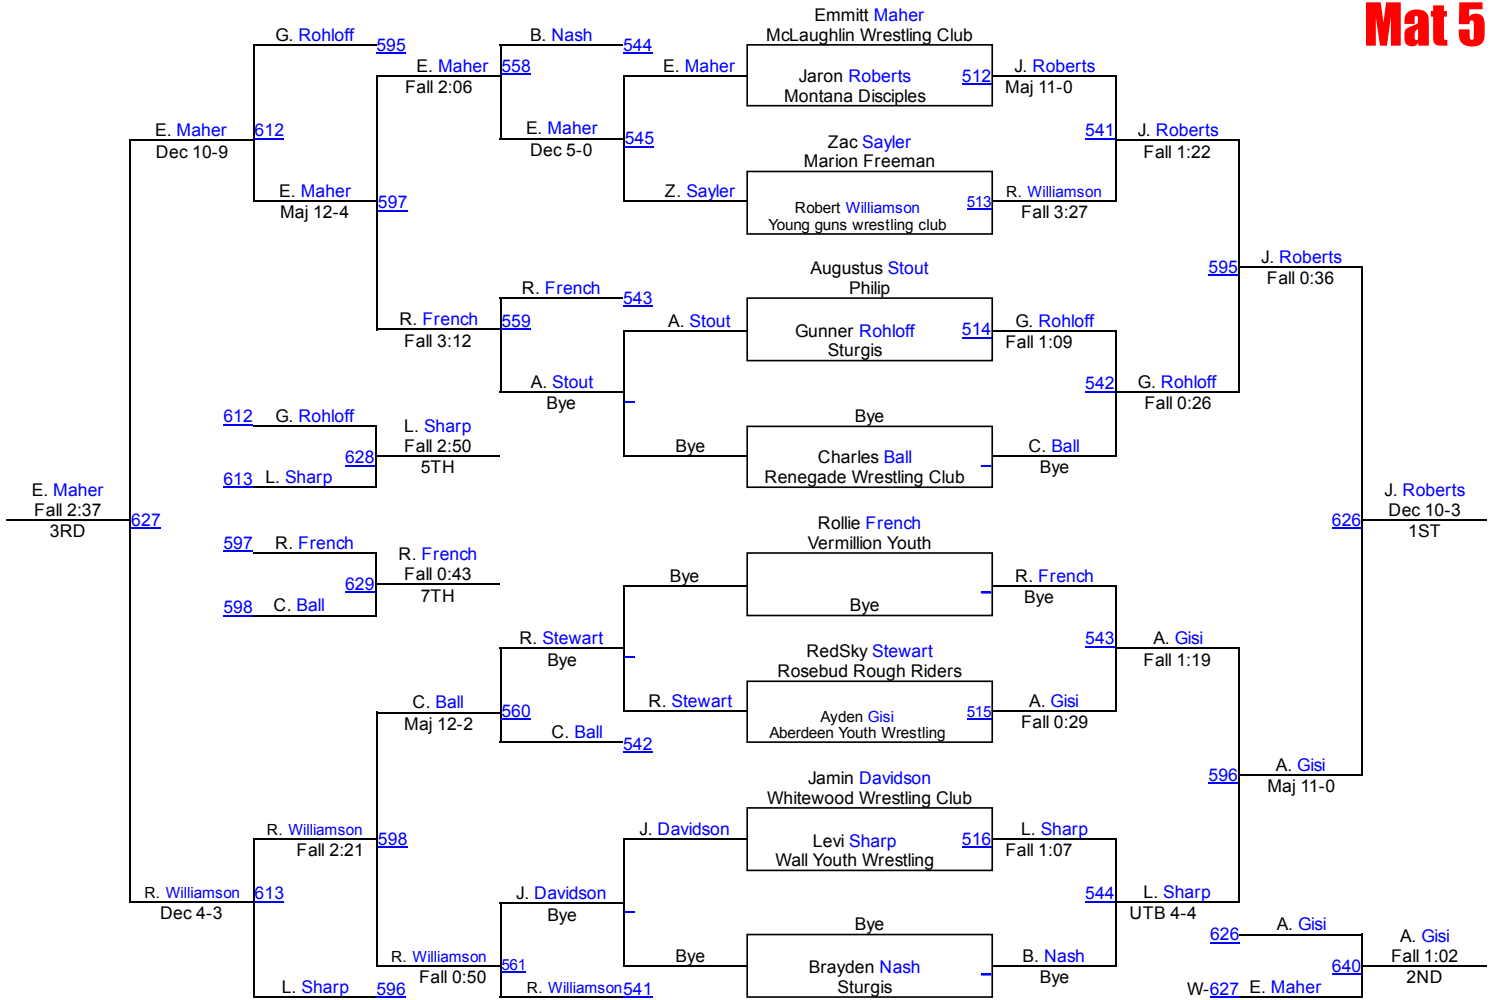 Mat 5
Emmitt Maher
McLaughlin Wrestling Club
G. Rohloff 595
B. Nash 544
E. Maher 558
Fall 2:06
E. Maher
Jaron Roberts 512
Montana Disciples
J. Roberts
Maj 11-0
E. Maher 612
Dec 10-9
E. Maher 545
Dec 5-0
Zac Sayler
Marion Freeman
541 J. Roberts
Fall 1:22
E. Maher 597
Maj 12-4
Z. Sayler
Robert Williamson 513
Young guns wrestling club
R. Williamson
Fall 3:27
Augustus Stout
Philip
595 J. Roberts
Fall 0:36
R. French 543
R. French 559
Fall 3:12
A. Stout
Gunner Rohloff 514
Sturgis
G. Rohloff
Fall 1:09
A. Stout
Bye
542 G. Rohloff
Fall 0:26
612 G. Rohloff
L. Sharp
Fall 2:50
5TH
628
613 L. Sharp
Bye
Bye
Charles Ball
Renegade Wrestling Club
C. Ball
Bye
E. Maher
Fall 2:37
3RD
627
Rollie French
Vermillion Youth
626
J. Roberts
Dec 10-3
1ST
597 R. French
R. French
Fall 0:43
7TH
629
598 C. Ball
Bye
Bye
R. French
Bye
R. Stewart
Bye
RedSky Stewart
Rosebud Rough Riders
543 A. Gisi
Fall 1:19
C. Ball 560
Maj 12-2
R. Stewart
Ayden Gisi 515
Aberdeen Youth Wrestling
A. Gisi
Fall 0:29
C. Ball 542
Jamin Davidson
Whitewood Wrestling Club
596 A. Gisi
Maj 11-0
R. Williamson 598
Fall 2:21
J. Davidson
Levi Sharp 516
Wall Youth Wrestling
L. Sharp
Fall 1:07
R. Williamson 613
Dec 4-3
J. Davidson
Bye
544 L. Sharp
UTB 4-4
Bye
626 A. Gisi
A. Gisi
Fall 1:02
2ND
640
R. Williamson 561
Fall 0:50
Bye
Brayden Nash
Sturgis
B. Nash
Bye
L. Sharp 596
R. Williamson 541
W-627 E. Maher